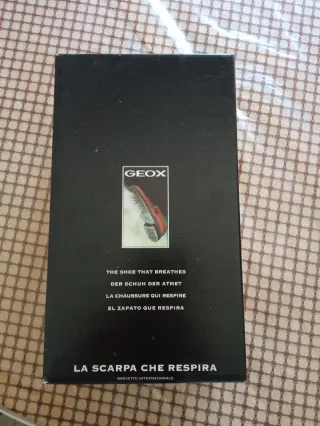 GEOX
THE SHOE THAT BREATHES
DER SCHUH DER ATMET
LA CHAUSSURE QUI RESPIRE
EL ZAPATO QUE RESPIRA
LA SCARPA CHE RESPIRA
BREVETTO INTERNAZIONALE